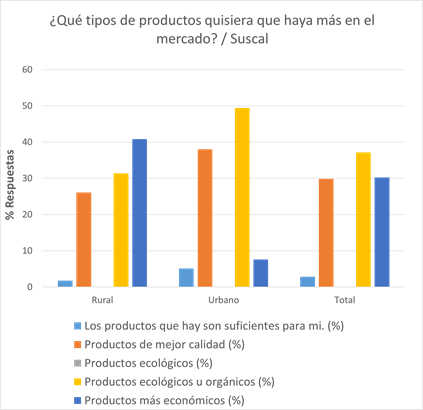 ¿Qué tipos de productos quisiera que haya más en el
mercado? / Suscal
60
50
40
30
20
10
0
% Respuestas
Rural
Urbano
Total
Los productos que hay son suficientes para mi. (%)
Productos de mejor calidad (%)
Productos ecológicos (%)
Productos ecológicos u orgánicos (%)
Productos más económicos (%)